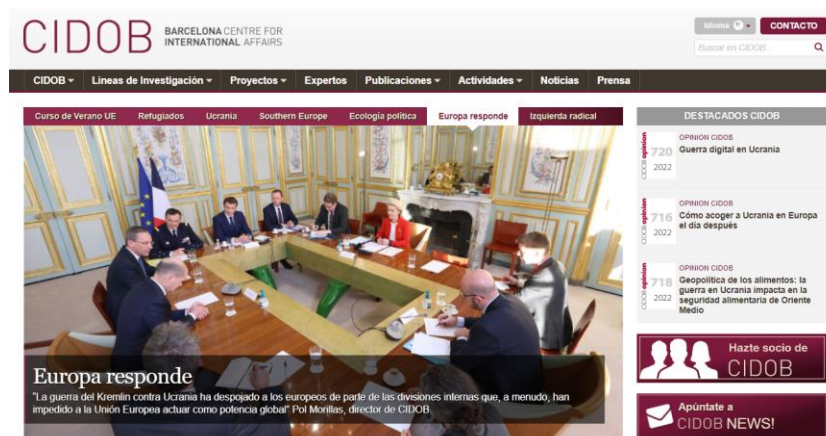 CIDOB
BARCELONA CENTRE FOR
INTERNATIONAL AFFAIRS
Idioma
CONTACTO
Buscar en CIDOB...
CIDOB
Líneas de Investigación
Proyectos
Expertos
Publicaciones
Actividades
Noticias
Prensa
Curso de Verano UE
Refugiados
Ucrania
Southern Europe
Ecología política
Europa responde
Izquierda radical
Europa responde
"La guerra del Kremlin contra Ucrania ha despojado a los europeos de parte de las divisiones internas que, a menudo, han
impedido a la Unión Europea actuar como potencia global" Pol Morillas, director de CIDOB
DESTACADOS CIDOB
CIDOB opinion
720
2022
OPINION CIDOB
Guerra digital en Ucrania
CIDOB opinion
716
2022
OPINION CIDOB
Cómo acoger a Ucrania en Europa
el día después
CIDOB opinion
718
2022
OPINION CIDOB
Geopolítica de los alimentos: la
guerra en Ucrania impacta en la
seguridad alimentaria de Oriente
Medio
Hazte socio de
CIDOB
Apúntate a
CIDOB NEWS!